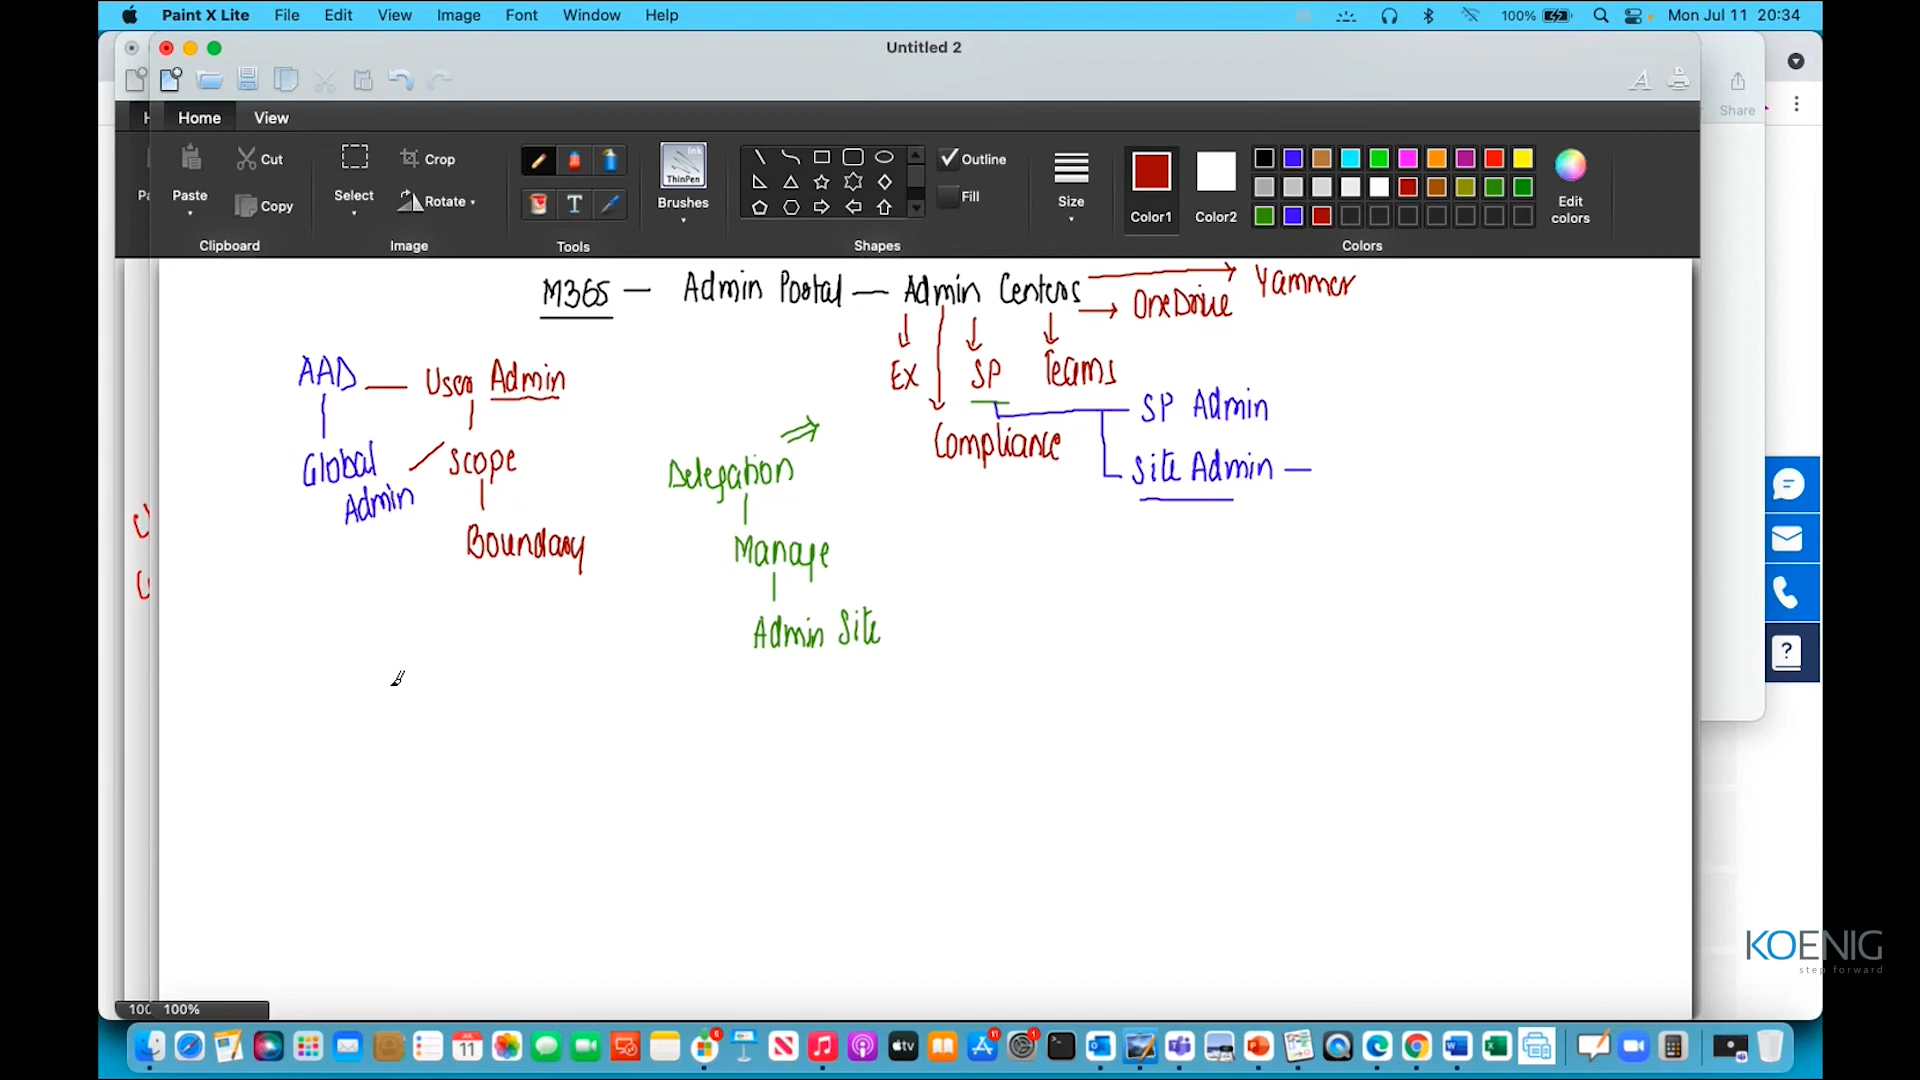 Paint X Lite File Edit View Image Font Window Help 100% Mon Jul 11 20:34
Untitled 2
Share
Home View
Paste Cut Copy Select Crop Rotate Brushes Outline Fill Size Color1 Color2 Edit colors
ThinPen
Clipboard Image Tools Shapes Colors
M365 — Admin Portal — Admin Centers
Yammer
OneDrive
EX SP Teams
Compliance
SP Admin
Site Admin —
AAD — User Admin
Global Admin
Scope
Boundary
Delegation
Manage
Admin Site
KOENIG
step forward
100%
tv
11